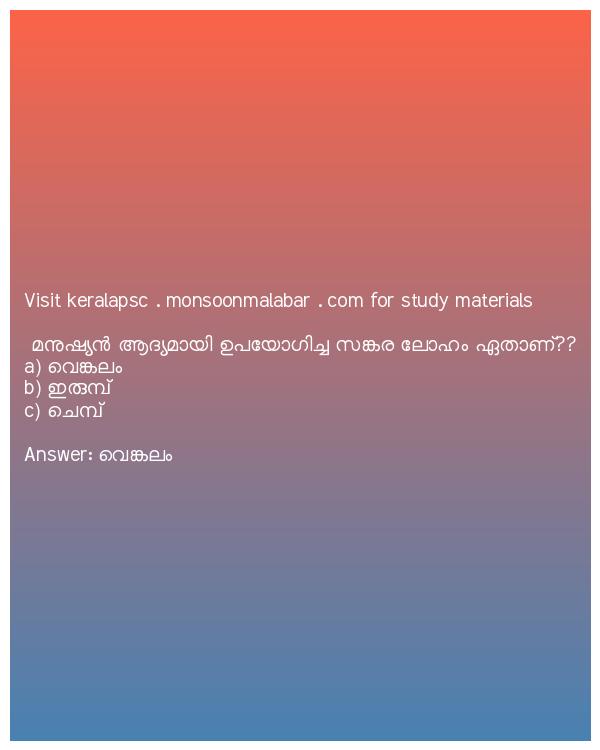 Visit keralapsc . monsoonmalabar . com for study materials
മനുഷ്യൻ ആദ്യമായി ഉപയോഗിച്ച സങ്കര ലോഹം ഏതാണ്??
a) വെങ്കലം
b) ഇരുമ്പ്
c) ചെമ്പ്
Answer: വെങ്കലം